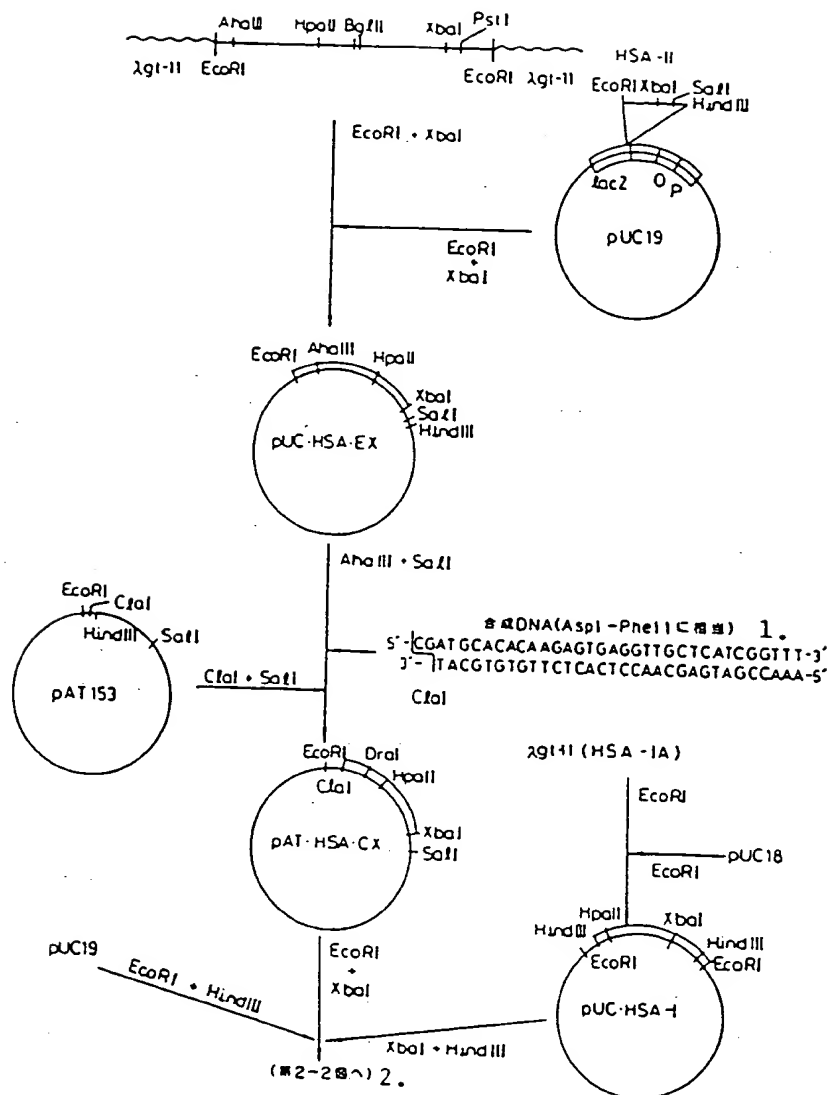 AhaIII HpaII BglII XbaI PstI
λgt-11 EcoRI EcoRI λgt-11
HSA-II
EcoRI XbaI SalI
HindIII
EcoRI + XbaI
lacZ O P
pUC19
EcoRI
+
XbaI
EcoRI AhaIII HpaII
XbaI
SalI
HindIII
pUC·HSA·EX
AhaIII + SalI
EcoRI ClaI
HindIII SalI
pAT153
合成DNA(Asp1-Phe11に相当) 1.
5'-CGATGCACACAAGAGTGAGGTTGCTCATCGGTTT-3'
3'-TACGTGTGTTCTCACTCCAACGAGTAGCCAAA-5'
ClaI
ClaI + SalI
EcoRI DraI
HpaII
ClaI
XbaI
SalI
pAT·HSA·CX
λgt11 (HSA-IA)
EcoRI
pUC18
EcoRI
HpaII XbaI
HindIII HindIII
EcoRI EcoRI
pUC·HSA-I
pUC19
EcoRI + HindIII
EcoRI
+
XbaI
XbaI + HindIII
(第2-2図へ) 2.